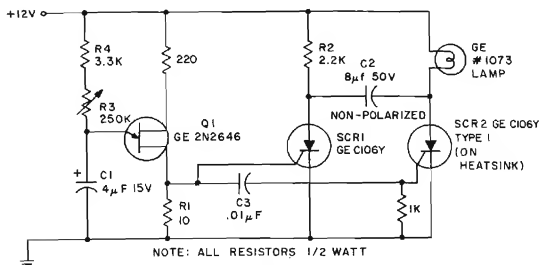 +12V
R4
3.3K
220
R2
2.2K
C2
8μf 50V
NON-POLARIZED
GE
#1073
LAMP
R3
250K
Q1
GE 2N2646
SCR1
GE C106Y
SCR2 GE C106Y
TYPE 1
(ON
HEATSINK)
+
C1
4μF 15V
R1
10
C3
.01μF
1K
NOTE: ALL RESISTORS 1/2 WATT